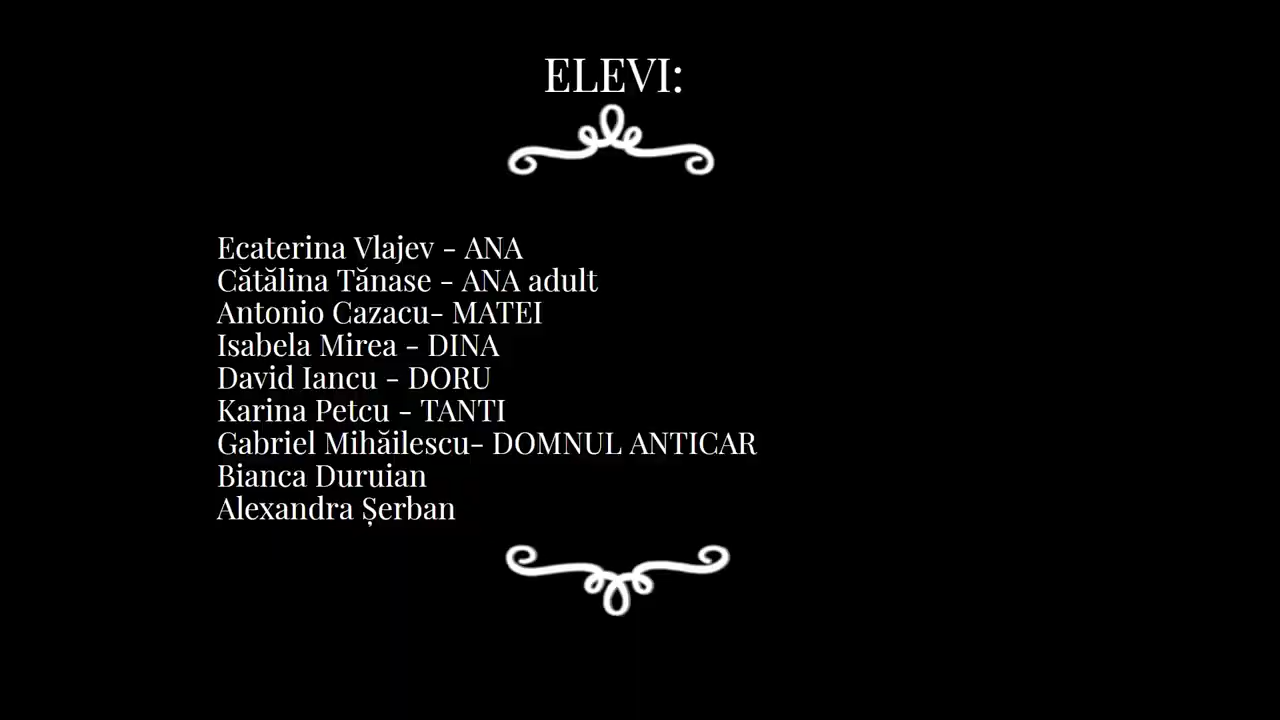 ELEVI:
Ecaterina Vlajev - ANA
Cătălina Tănase - ANA adult
Antonio Cazacu- MATEI
Isabela Mirea - DINA
David Iancu - DORU
Karina Petcu - TANTI
Gabriel Mihăilescu- DOMNUL ANTICAR
Bianca Duruian
Alexandra Șerban